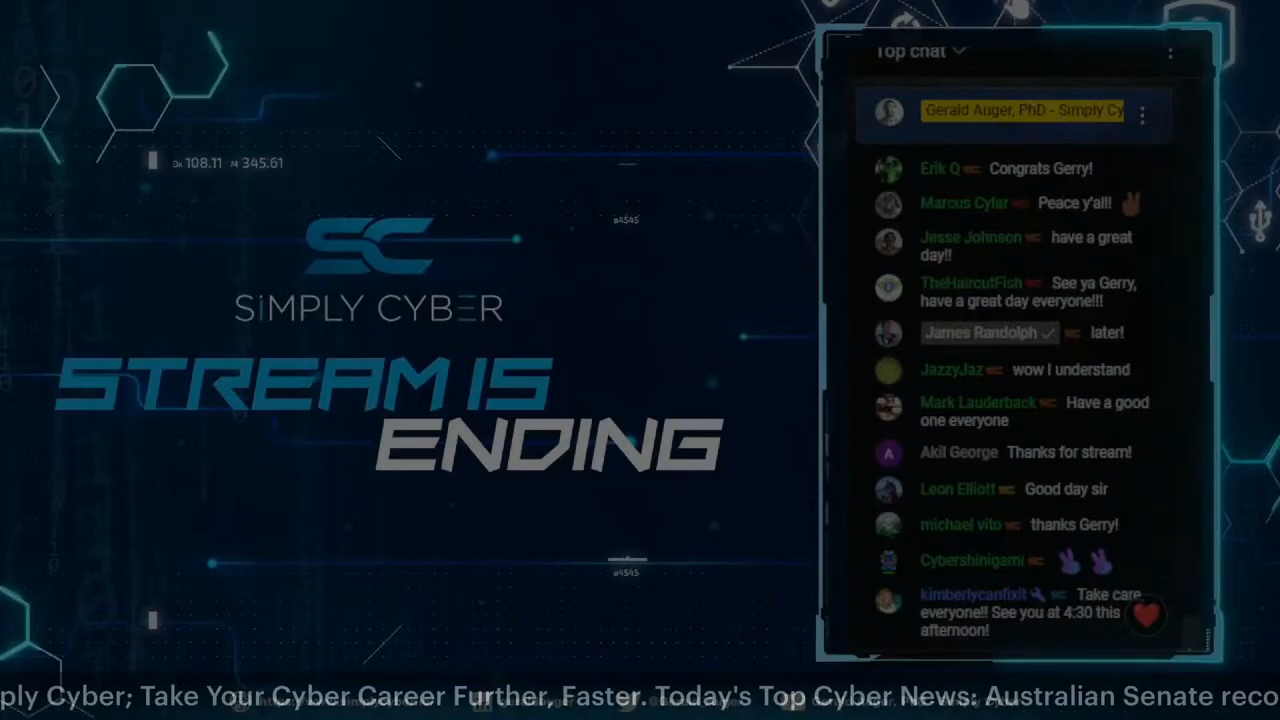 Top chat
Gerald Auger, PhD - Simply Cy
Erik Q Congrats Gerry!
Marcus Cylar Peace y'all!
Jesse Johnson have a great
day!!
TheHaircutFish See ya Gerry,
have a great day everyone!!!
James Randolph later!
JazzyJaz wow I understand
Mark Lauderback Have a good
one everyone
A Akil George Thanks for stream!
Leon Elliott Good day sir
michael vito thanks Gerry!
Cybershinigami
kimberlycanfixit Take care
everyone!! See you at 4:30 this
afternoon!
Dx 108.11 M 345.61
a4545
SC
SIMPLY CYBER
STREAM IS
ENDING
a4545
ply Cyber; Take Your Cyber Career Further, Faster. Today's Top Cyber News: Australian Senate reco